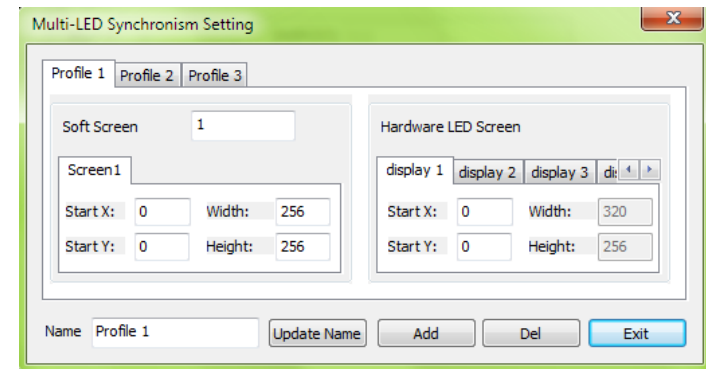 Multi-LED Synchronism Setting
Profile 1 Profile 2 Profile 3
Soft Screen 1
Hardware LED Screen
Screen1
display 1 display 2 display 3
Start X: 0 Width: 256
Start X: 0 Width: 320
Start Y: 0 Height: 256
Start Y: 0 Height: 256
Name Profile 1 Update Name Add Del Exit